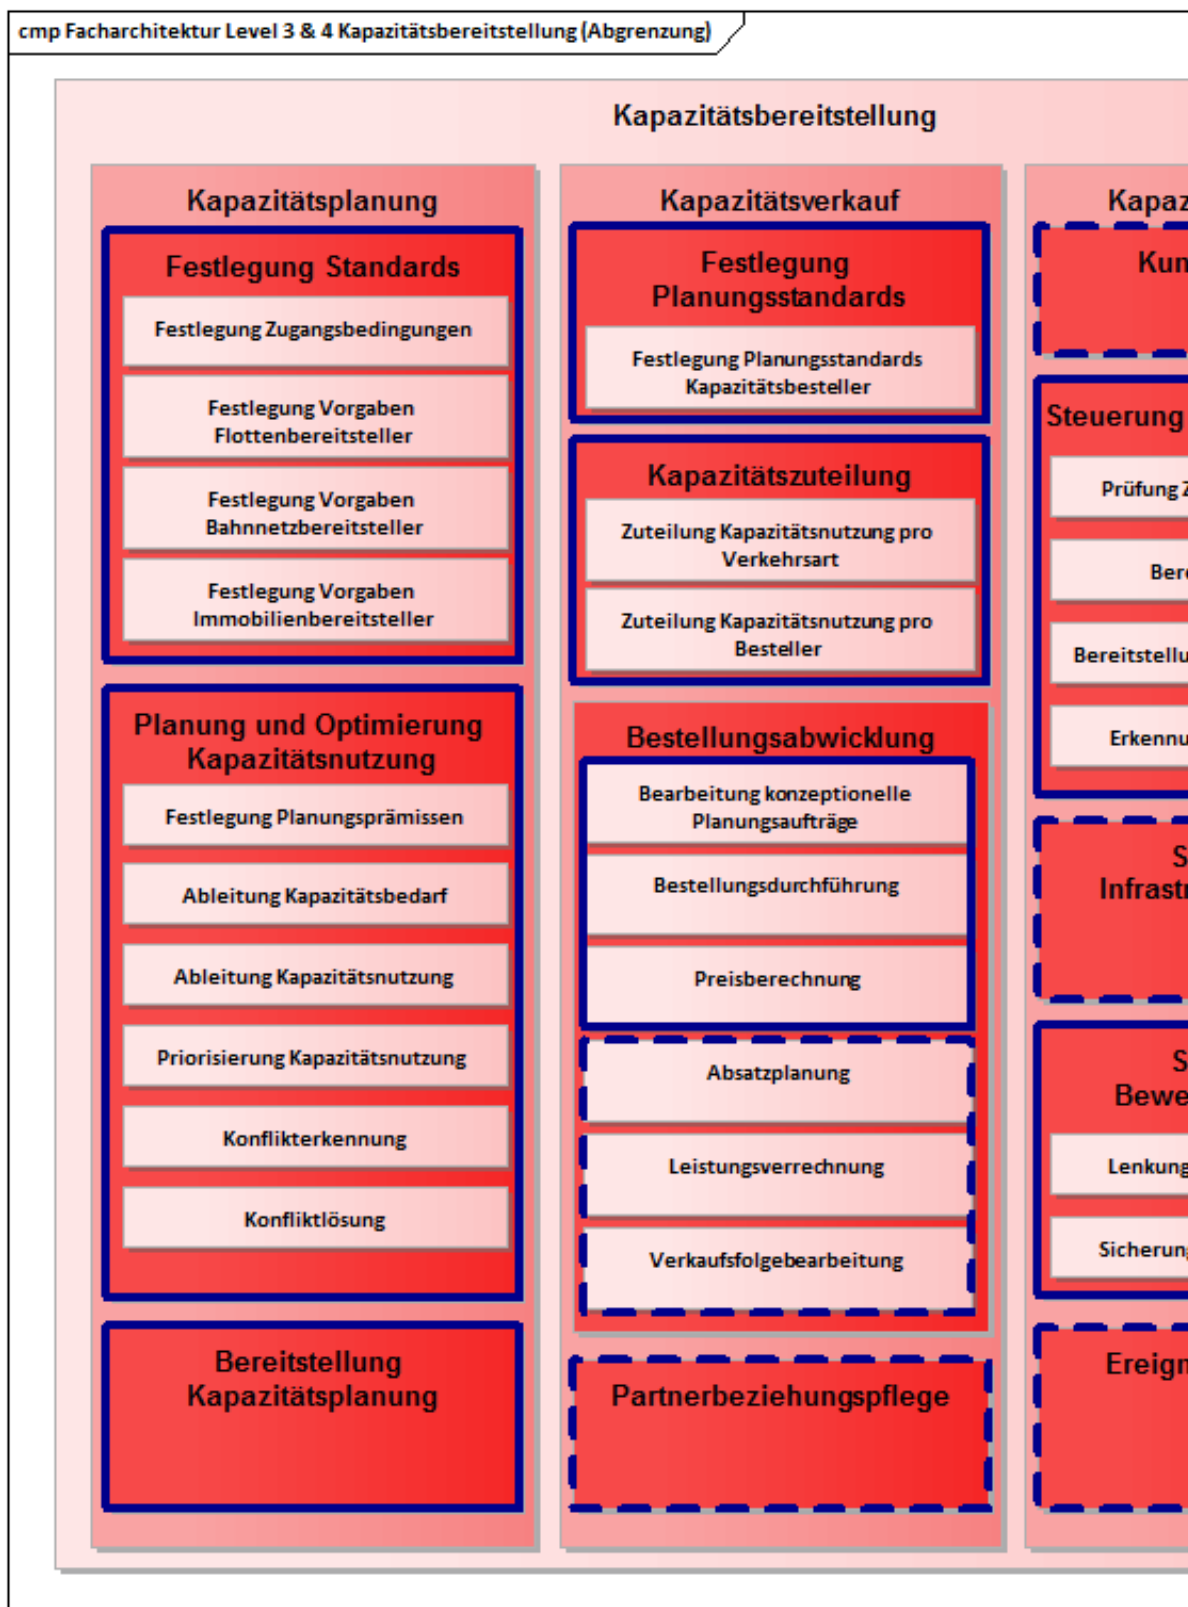 cmp Facharchitektur Level 3 & 4 Kapazitätsbereitstellung (Abgrenzung)
Kapazitätsbereitstellung
Kapazitätsplanung
Festlegung Standards
Festlegung Zugangsbedingungen
Festlegung Vorgaben
Flottenbereitsteller
Festlegung Vorgaben
Bahnnetzbereitsteller
Festlegung Vorgaben
Immobilienbereitsteller
Planung und Optimierung
Kapazitätsnutzung
Festlegung Planungsprämissen
Ableitung Kapazitätsbedarf
Ableitung Kapazitätsnutzung
Priorisierung Kapazitätsnutzung
Konflikterkennung
Konfliktlösung
Bereitstellung
Kapazitätsplanung
Kapazitätsverkauf
Festlegung
Planungsstandards
Festlegung Planungsstandards
Kapazitätsbesteller
Kapazitätszuteilung
Zuteilung Kapazitätsnutzung pro
Verkehrsart
Zuteilung Kapazitätsnutzung pro
Besteller
Bestellungsabwicklung
Bearbeitung konzeptionelle
Planungsaufträge
Bestellungsdurchführung
Preisberechnung
Absatzplanung
Leistungsverrechnung
Verkaufsfolgebearbeitung
Partnerbeziehungspflege
Steuerung
Prüfung
Lenkung
Sicherung